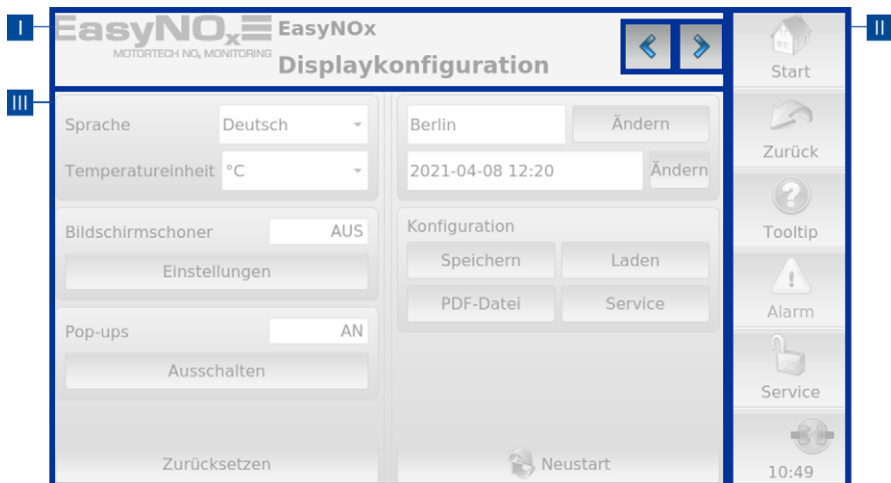 I
EasyNOx
MOTORTECH NOx MONITORING
EasyNOx
Displaykonfiguration
II
III
Sprache
Deutsch
Temperatureinheit
°C
Bildschirmschoner
AUS
Einstellungen
Pop-ups
AN
Ausschalten
Zurücksetzen
Berlin
Ändern
2021-04-08 12:20
Ändern
Konfiguration
Speichern
Laden
PDF-Datei
Service
Neustart
Start
Zurück
Tooltip
Alarm
Service
10:49